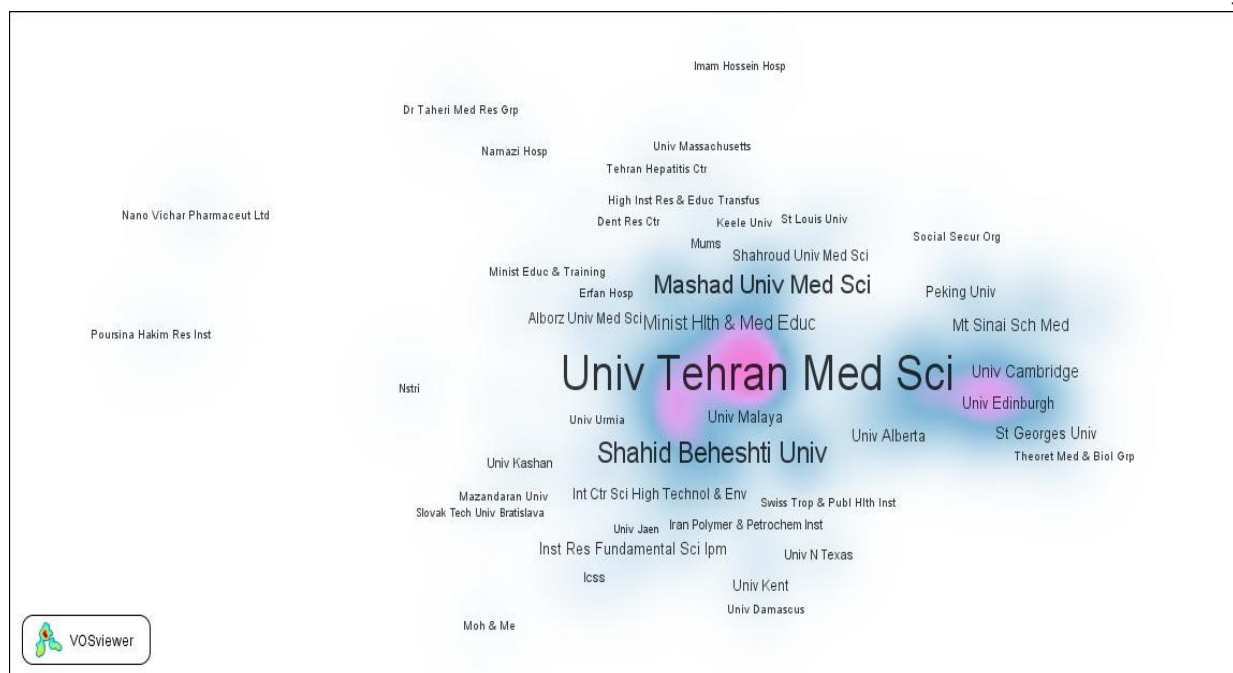 Imam Hossein Hosp
Dr Taheri Med Res Grp
Univ Massachusetts
Namazi Hosp
Tehran Hepatitis Ctr
High Inst Res & Educ Transfus
Nano Vichar Pharmaceut Ltd
Dent Res Ctr
Keele Univ
St Louis Univ
Social Secur Org
Mums
Shahroud Univ Med Sci
Minist Educ & Training
Mashad Univ Med Sci
Erfan Hosp
Peking Univ
Alborz Univ Med Sci
Minist Hlth & Med Educ
Mt Sinai Sch Med
Poursina Hakim Res Inst
Univ Tehran Med Sci
Univ Cambridge
Nstri
Univ Edinburgh
Univ Urmia
Univ Malaya
Univ Alberta
St Georges Univ
Shahid Beheshti Univ
Theoret Med & Biol Grp
Univ Kashan
Mazandaran Univ
Int Ctr Sci High Technol & Env
Swiss Trop & Publ Hlth Inst
Slovak Tech Univ Bratislava
Univ Jaen
Iran Polymer & Petrochem Inst
Inst Res Fundamental Sci Ipm
Univ N Texas
Icss
Univ Kent
Univ Damascus
Moh & Me
VOSviewer